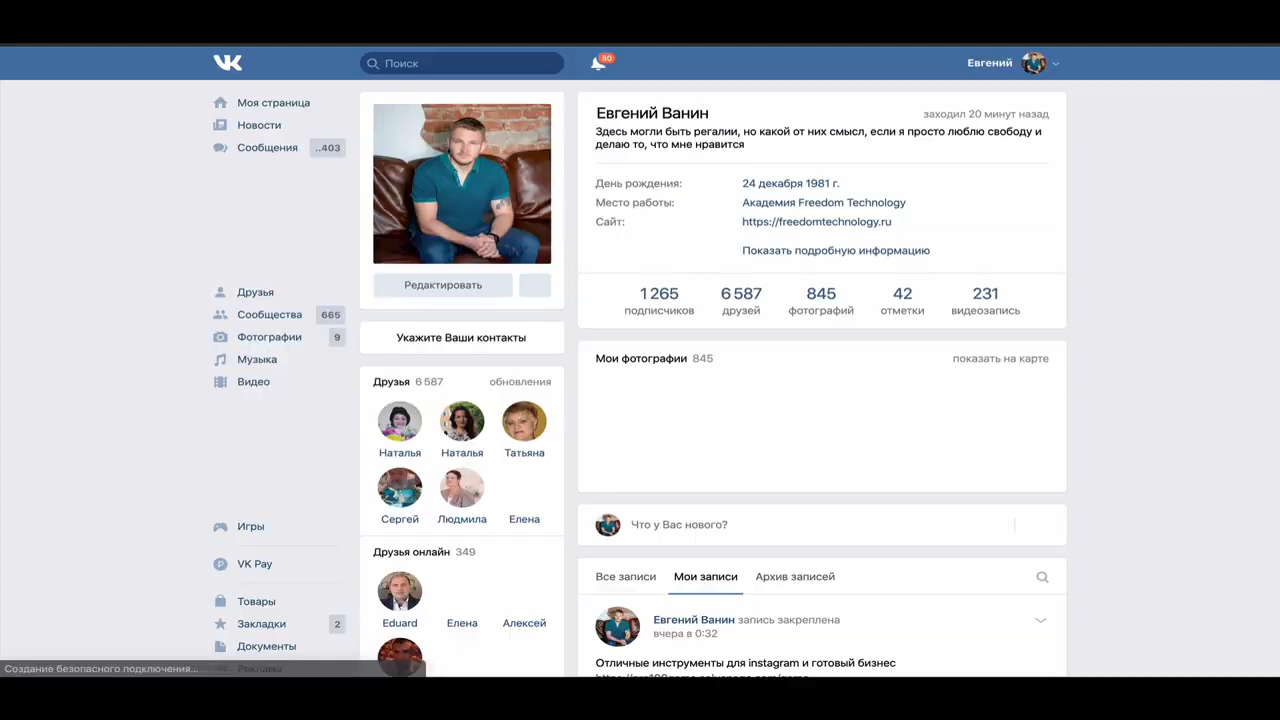 VK
Поиск
50
Евгений
Моя страница
Новости
Сообщения ..403
Друзья
Сообщества 665
Фотографии 9
Музыка
Видео
Игры
VK Pay
Товары
Закладки 2
Документы
Создание безопасного подключения...
Редактировать
Укажите Ваши контакты
Друзья 6 587 обновления
Наталья Наталья Татьяна
Сергей Людмила Елена
Друзья онлайн 349
Eduard Елена Алексей
Евгений Ванин заходил 20 минут назад
Здесь могли быть регалии, но какой от них смысл, если я просто люблю свободу и
делаю то, что мне нравится
День рождения: 24 декабря 1981 г.
Место работы: Академия Freedom Technology
Сайт: https://freedomtechnology.ru
Показать подробную информацию
1 265 6 587 845 42 231
подписчиков друзей фотографий отметки видеозапись
Мои фотографии 845 показать на карте
Что у Вас нового?
Все записи Мои записи Архив записей
Евгений Ванин запись закреплена
вчера в 0:32
Отличные инструменты для instagram и готовый бизнес